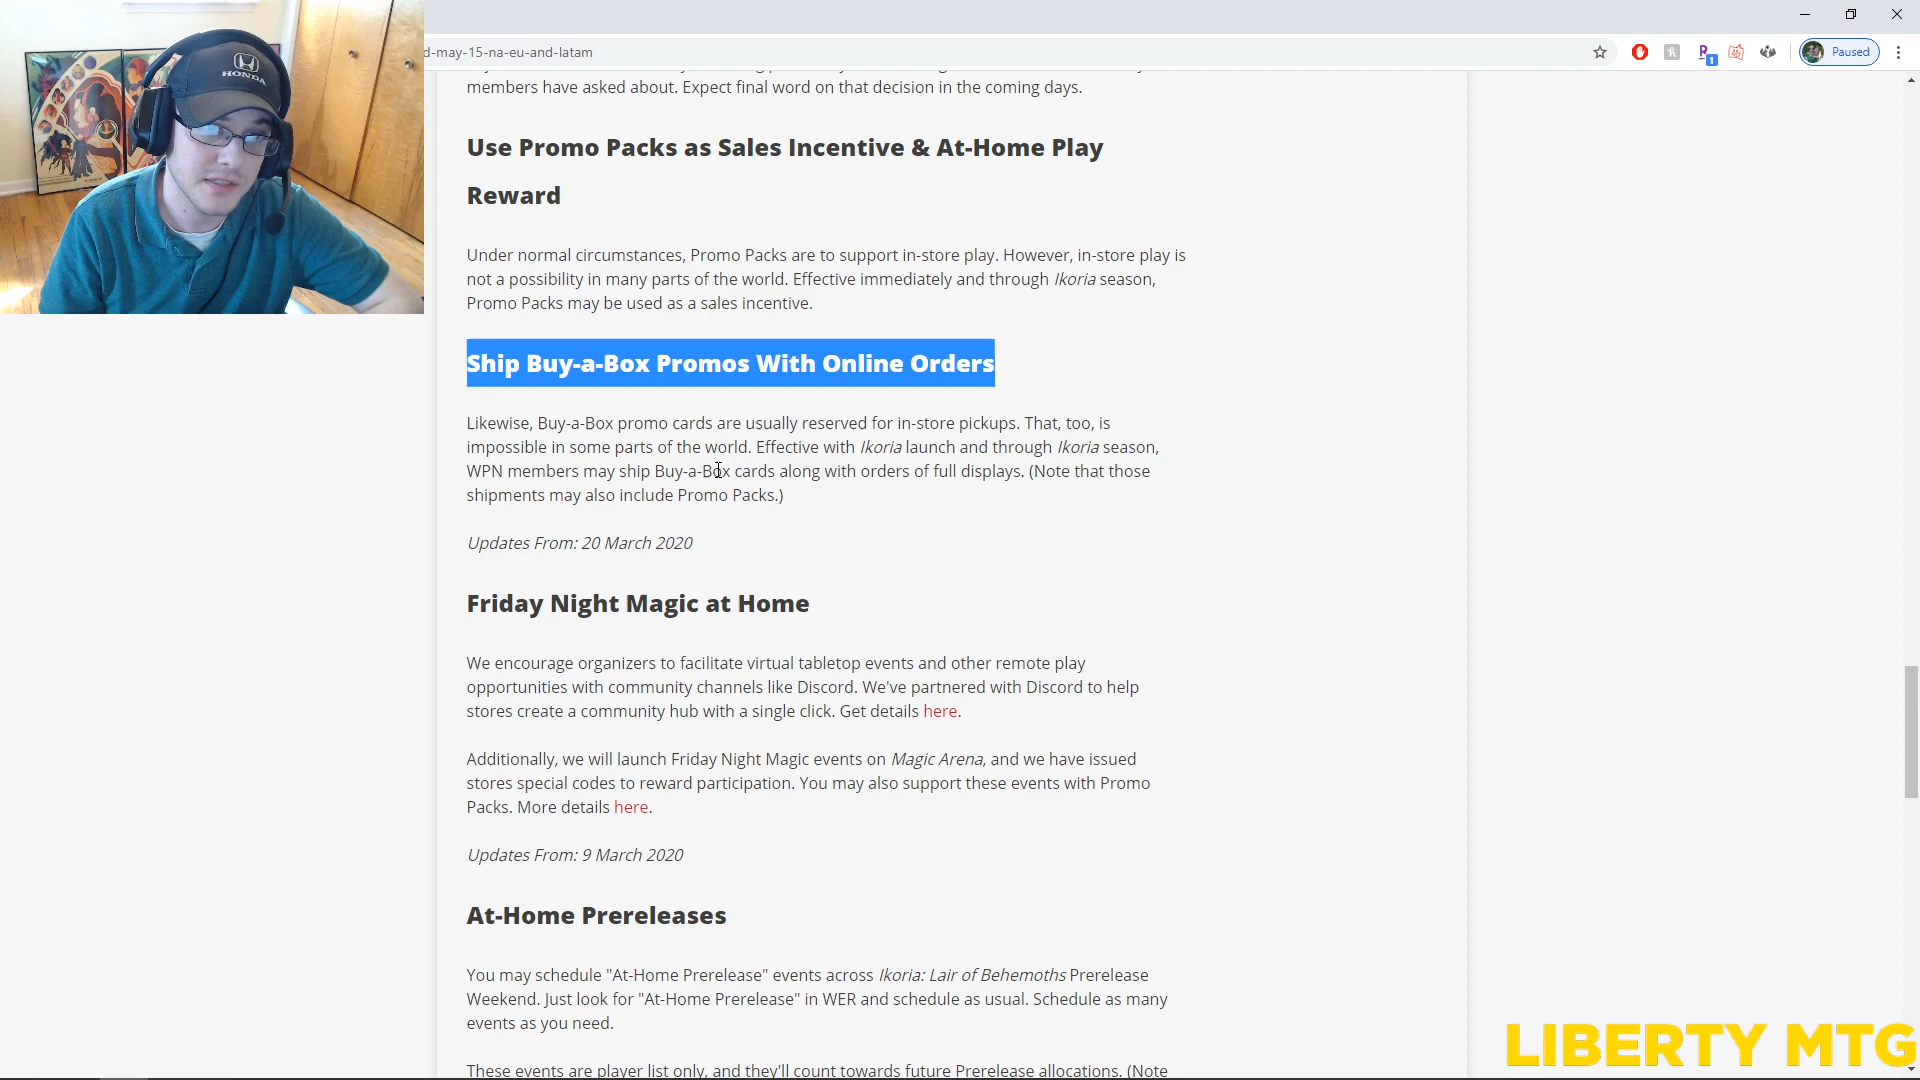 HONDA
d-may-15-na-eu-and-latam
1
Paused
members have asked about. Expect final word on that decision in the coming days.
Use Promo Packs as Sales Incentive & At-Home Play
Reward
Under normal circumstances, Promo Packs are to support in-store play. However, in-store play is
not a possibility in many parts of the world. Effective immediately and through Ikoria season,
Promo Packs may be used as a sales incentive.
Ship Buy-a-Box Promos With Online Orders
Likewise, Buy-a-Box promo cards are usually reserved for in-store pickups. That, too, is
impossible in some parts of the world. Effective with Ikoria launch and through Ikoria season,
WPN members may ship Buy-a-Box cards along with orders of full displays. (Note that those
shipments may also include Promo Packs.)
Updates From: 20 March 2020
Friday Night Magic at Home
We encourage organizers to facilitate virtual tabletop events and other remote play
opportunities with community channels like Discord. We've partnered with Discord to help
stores create a community hub with a single click. Get details here.
Additionally, we will launch Friday Night Magic events on Magic Arena, and we have issued
stores special codes to reward participation. You may also support these events with Promo
Packs. More details here.
Updates From: 9 March 2020
At-Home Prereleases
You may schedule "At-Home Prerelease" events across Ikoria: Lair of Behemoths Prerelease
Weekend. Just look for "At-Home Prerelease" in WER and schedule as usual. Schedule as many
events as you need.
These events are player list only, and they'll count towards future Prerelease allocations. (Note
LIBERTY MTG